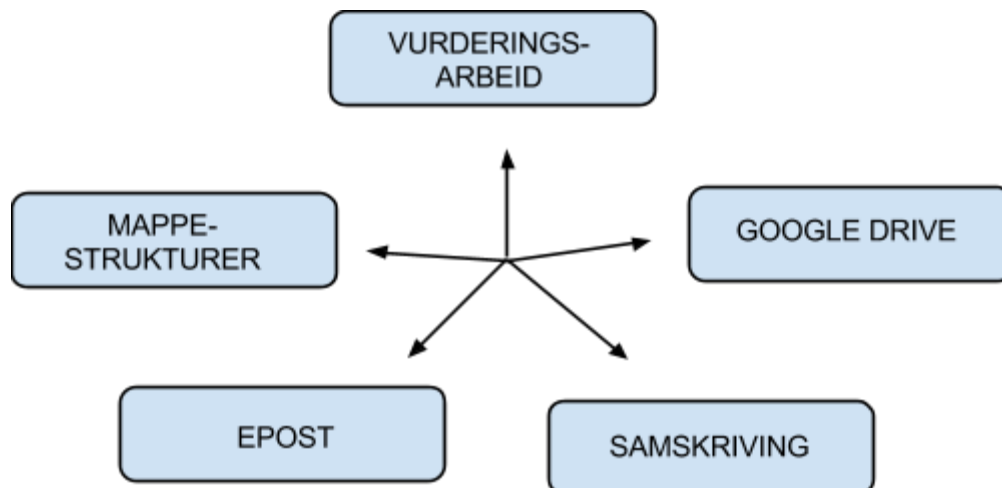 VURDERINGS-
ARBEID
MAPPE-
STRUKTURER
GOOGLE DRIVE
EPOST
SAMSKRIVING